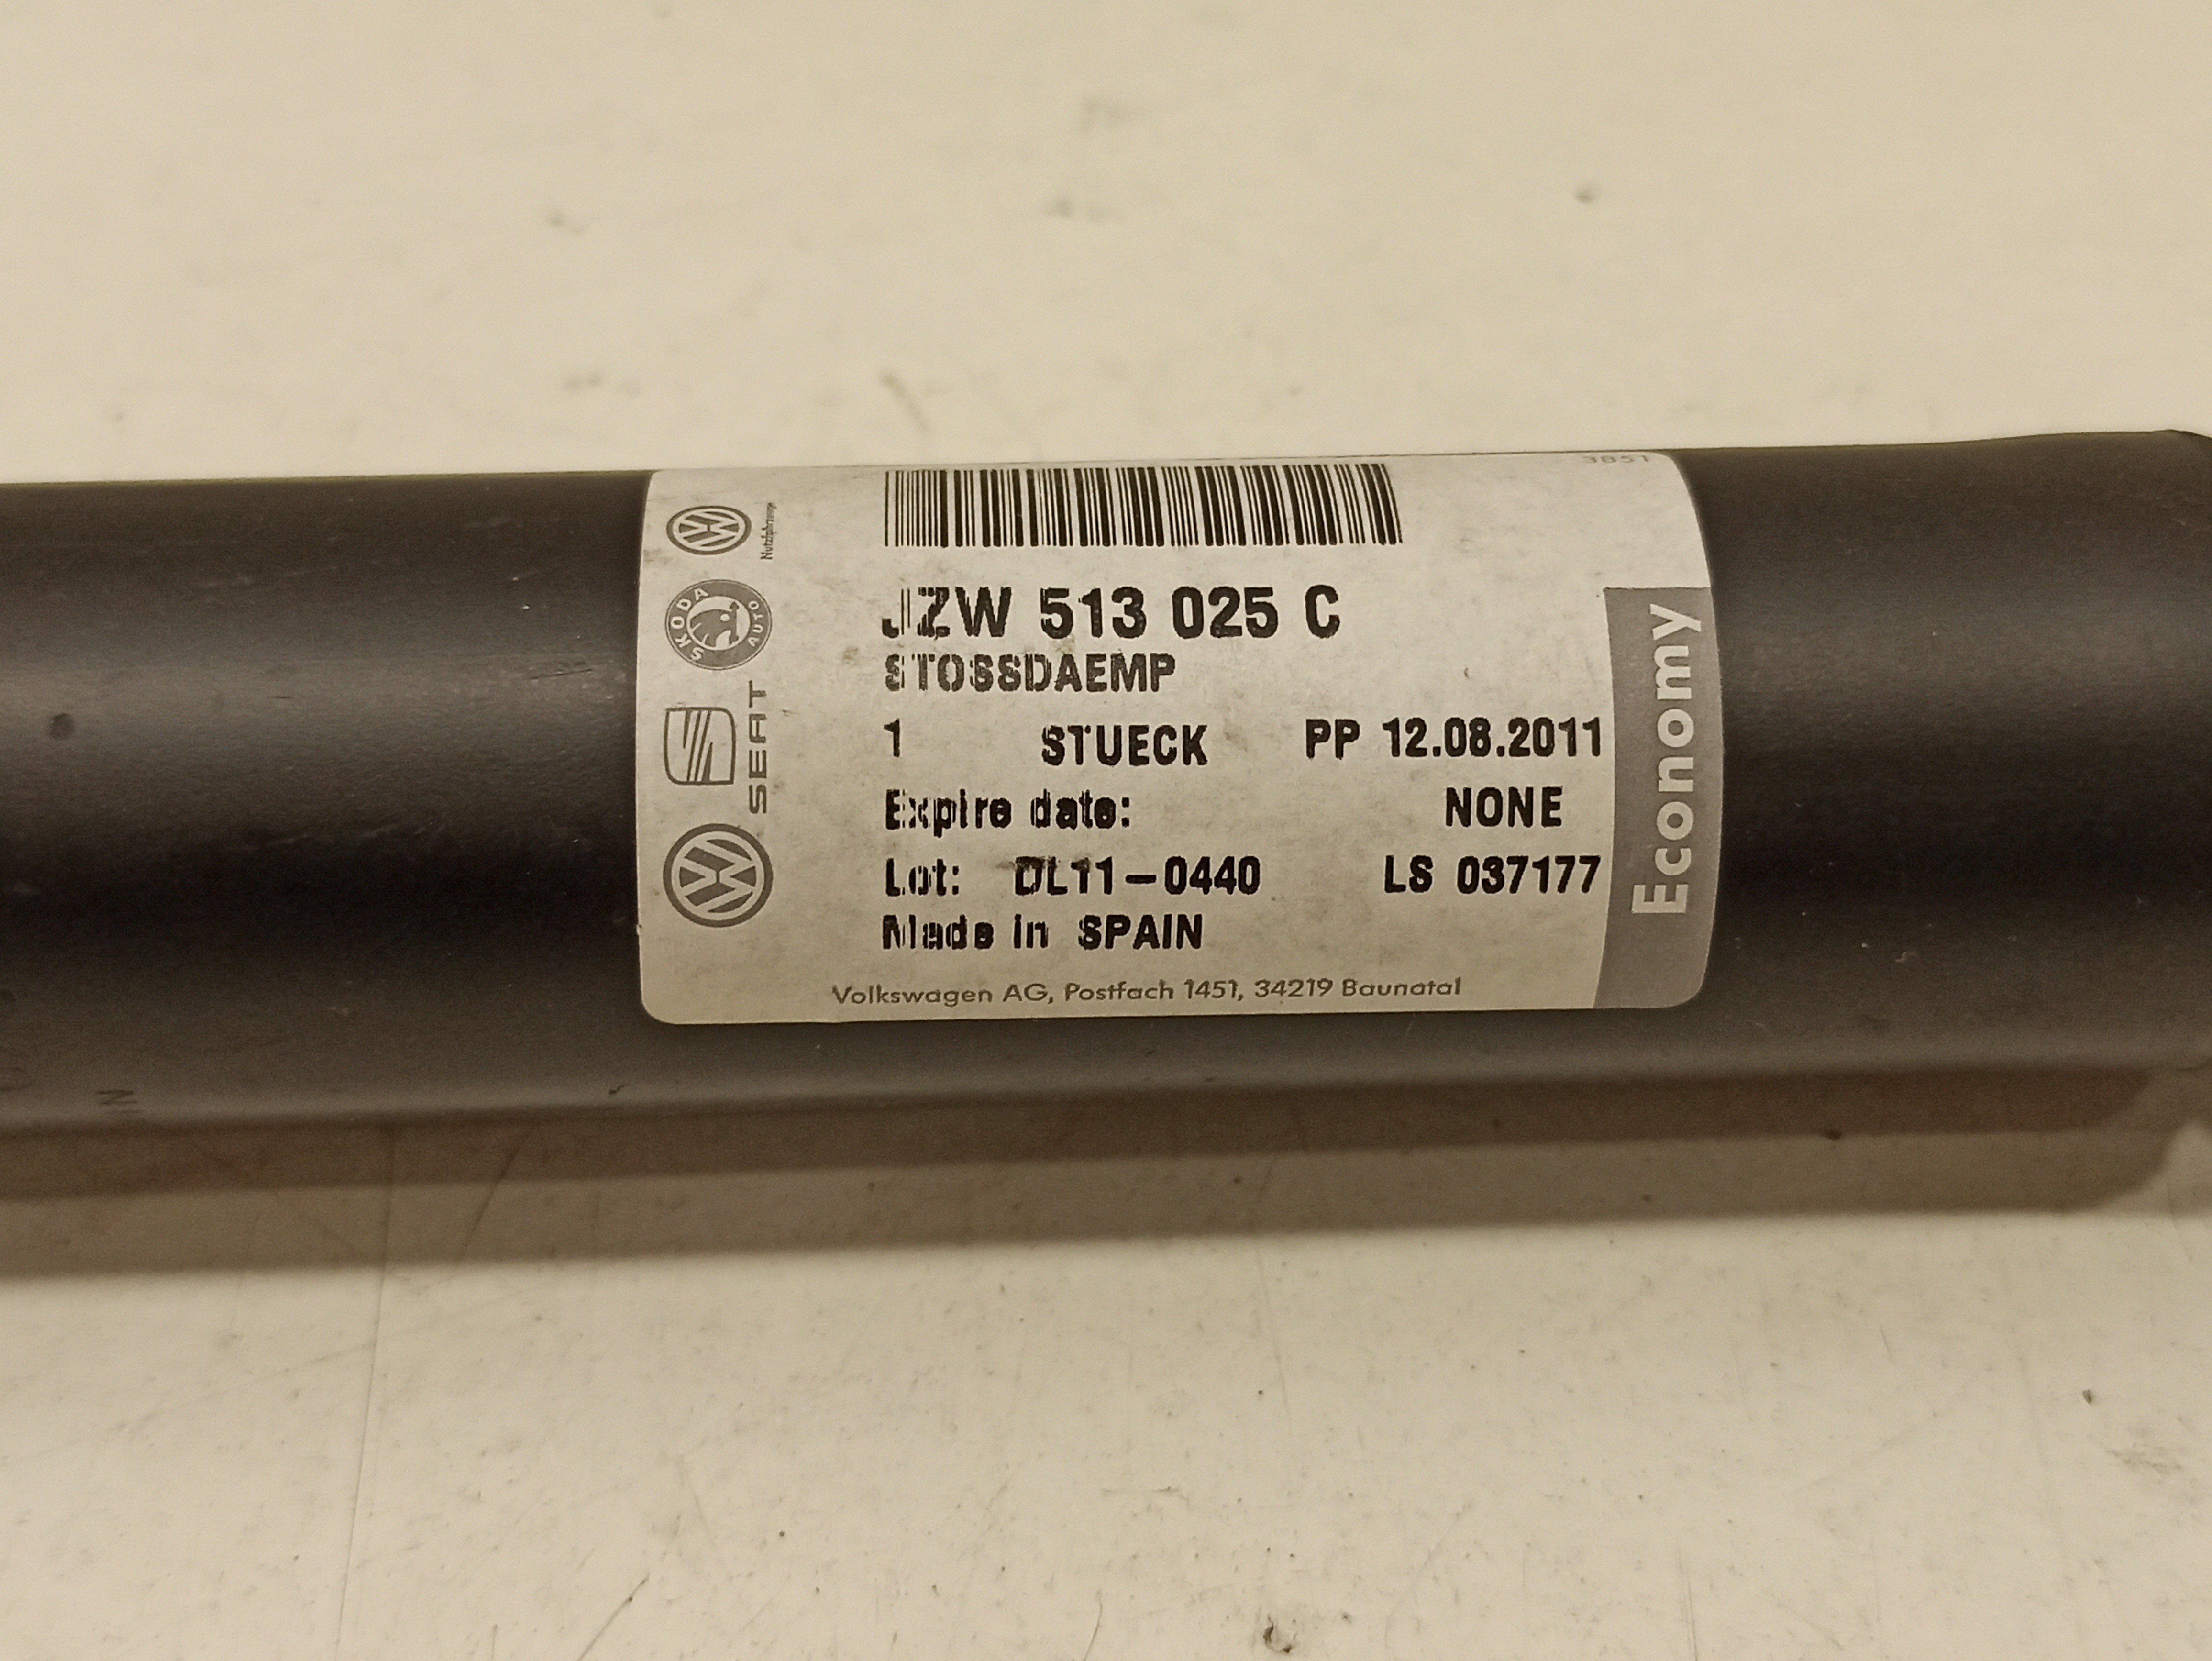 3851
Nutzfahrzeuge
JZW 513 025 C
SKODA AUTO
STOSSDAEMP
SEAT
1 STUECK PP 12.08.2011
Expire date: NONE
Lot: DL11-0440 LS 037177
Made in SPAIN
Economy
Volkswagen AG, Postfach 1451, 34219 Baunatal